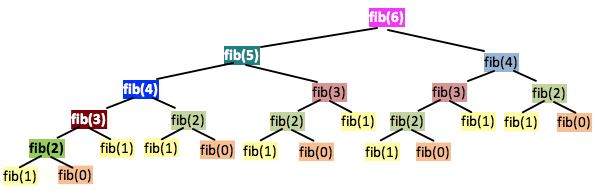 fib(6)
fib(5) fib(4)
fib(4) fib(3) fib(3) fib(2)
fib(3) fib(2) fib(2) fib(1) fib(2) fib(1) fib(1) fib(0)
fib(2) fib(1) fib(1) fib(0) fib(1) fib(0) fib(1) fib(0)
fib(1) fib(0)